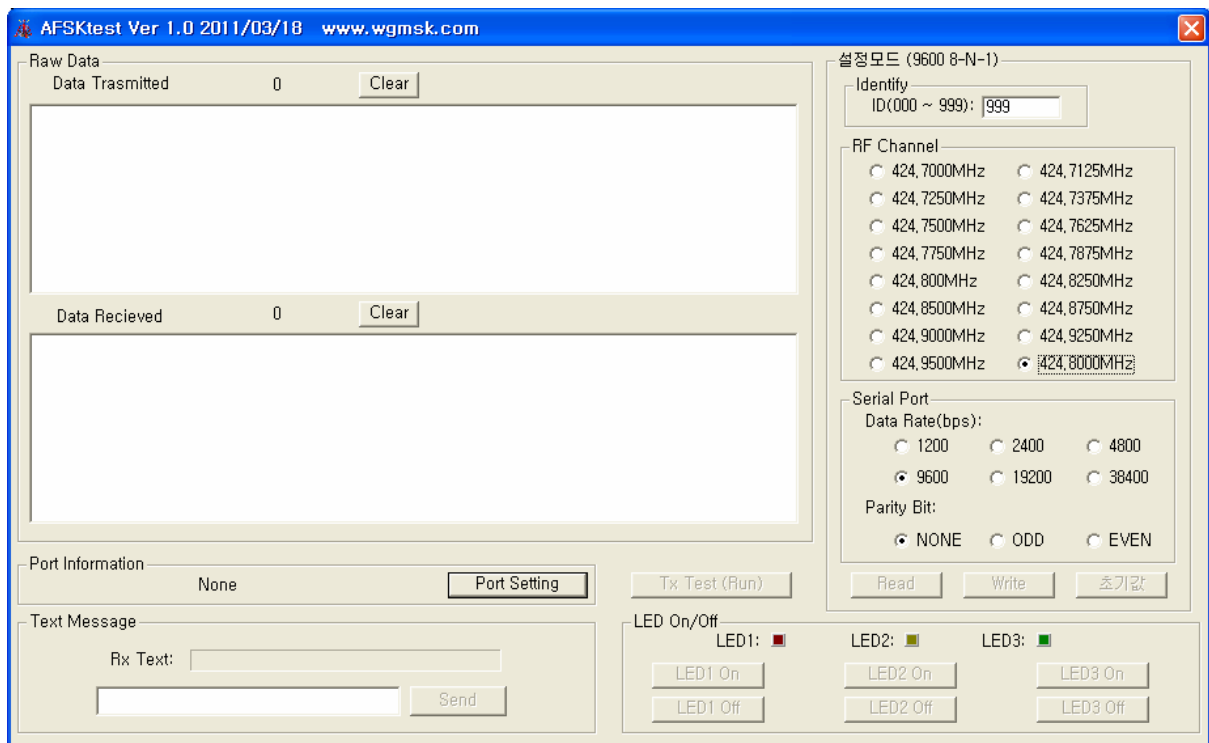 AFSKtest Ver 1.0 2011/03/18 www.wgmsk.com
Raw Data
Data Trasmitted 0 Clear
Data Recieved 0 Clear
Port Information
None Port Setting
Tx Test (Run)
Text Message
Rx Text:
Send
설정모드 (9600 8-N-1)
Identify
ID(000 ~ 999): 999
RF Channel
424,7000MHz 424,7125MHz
424,7250MHz 424,7375MHz
424,7500MHz 424,7625MHz
424,7750MHz 424,7875MHz
424,800MHz 424,8250MHz
424,8500MHz 424,8750MHz
424,9000MHz 424,9250MHz
424,9500MHz 424,8000MHz
Serial Port
Data Rate(bps):
1200 2400 4800
9600 19200 38400
Parity Bit:
NONE ODD EVEN
Read Write 초기값
LED On/Off
LED1: LED2: LED3:
LED1 On LED2 On LED3 On
LED1 Off LED2 Off LED3 Off